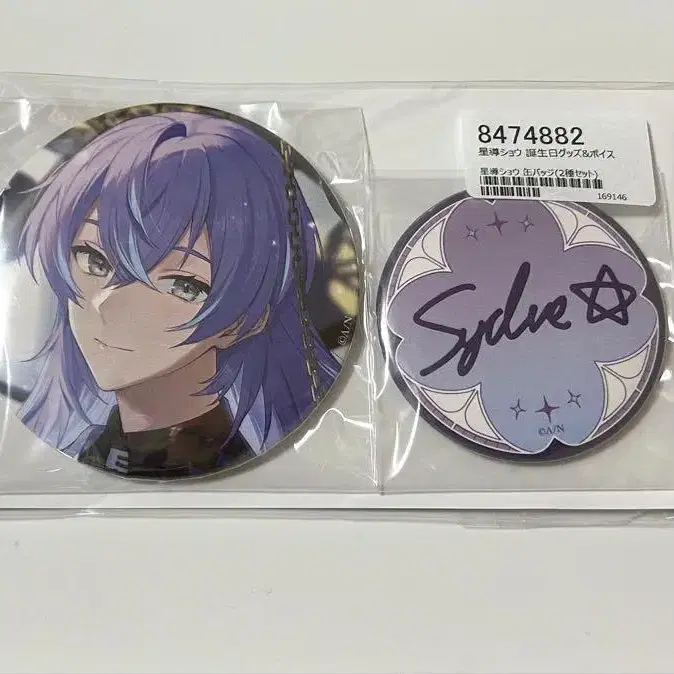 8474882
星導ショウ 誕生日グッズ&ボイス
星導ショウ 缶バッジ(2種セット)
169146
©A/N
Sydve☆
©A/N
E